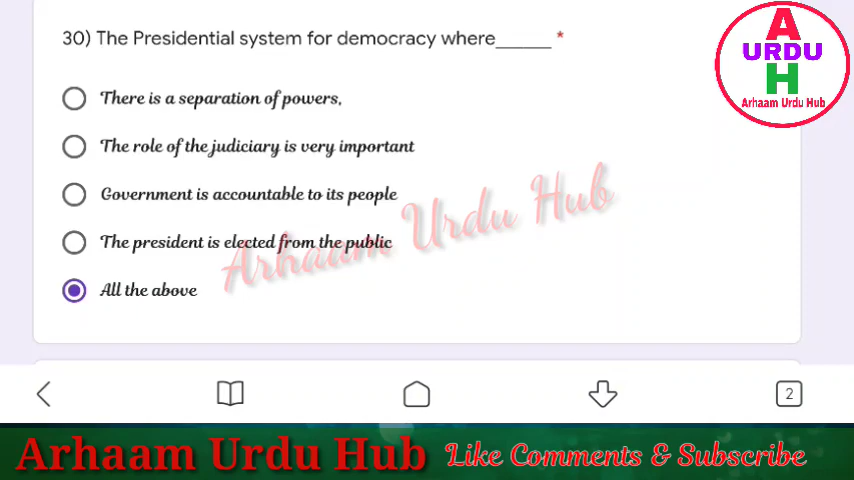 30) The Presidential system for democracy where______ *
There is a separation of powers.
The role of the judiciary is very important
Government is accountable to its people
The president is elected from the public
All the above
Arhaam Urdu Hub
A
URDU
H
Arhaam Urdu Hub
2
Arhaam Urdu Hub Like Comments & Subscribe